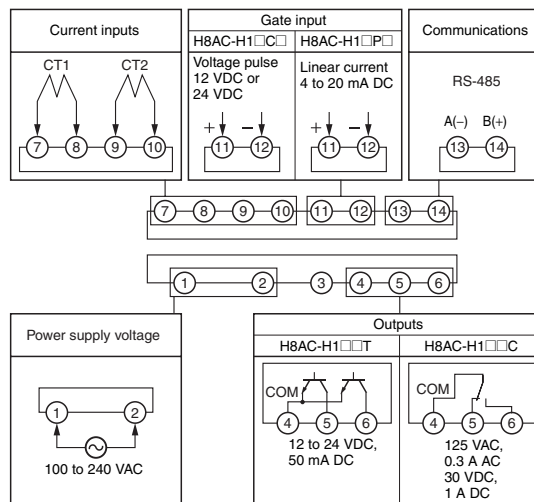 Current inputs
CT1 CT2
7 8 9 10
Gate input
H8AC-H1□C□ H8AC-H1□P□
Voltage pulse
12 VDC or
24 VDC
+ −
11 12
Linear current
4 to 20 mA DC
+ −
11 12
Communications
RS-485
A(−) B(+)
13 14
7 8 9 10 11 12 13 14
1 2 3 4 5 6
Power supply voltage
1 2
100 to 240 VAC
Outputs
H8AC-H1□□T H8AC-H1□□C
COM
4 5 6
12 to 24 VDC,
50 mA DC
COM
4 5 6
125 VAC,
0.3 A AC
30 VDC,
1 A DC